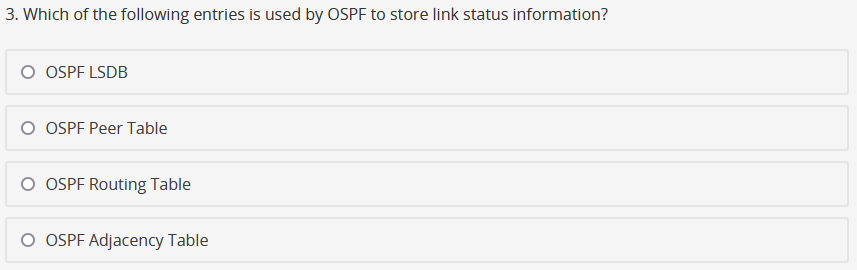 3. Which of the following entries is used by OSPF to store link status information?
OSPF LSDB
OSPF Peer Table
OSPF Routing Table
OSPF Adjacency Table